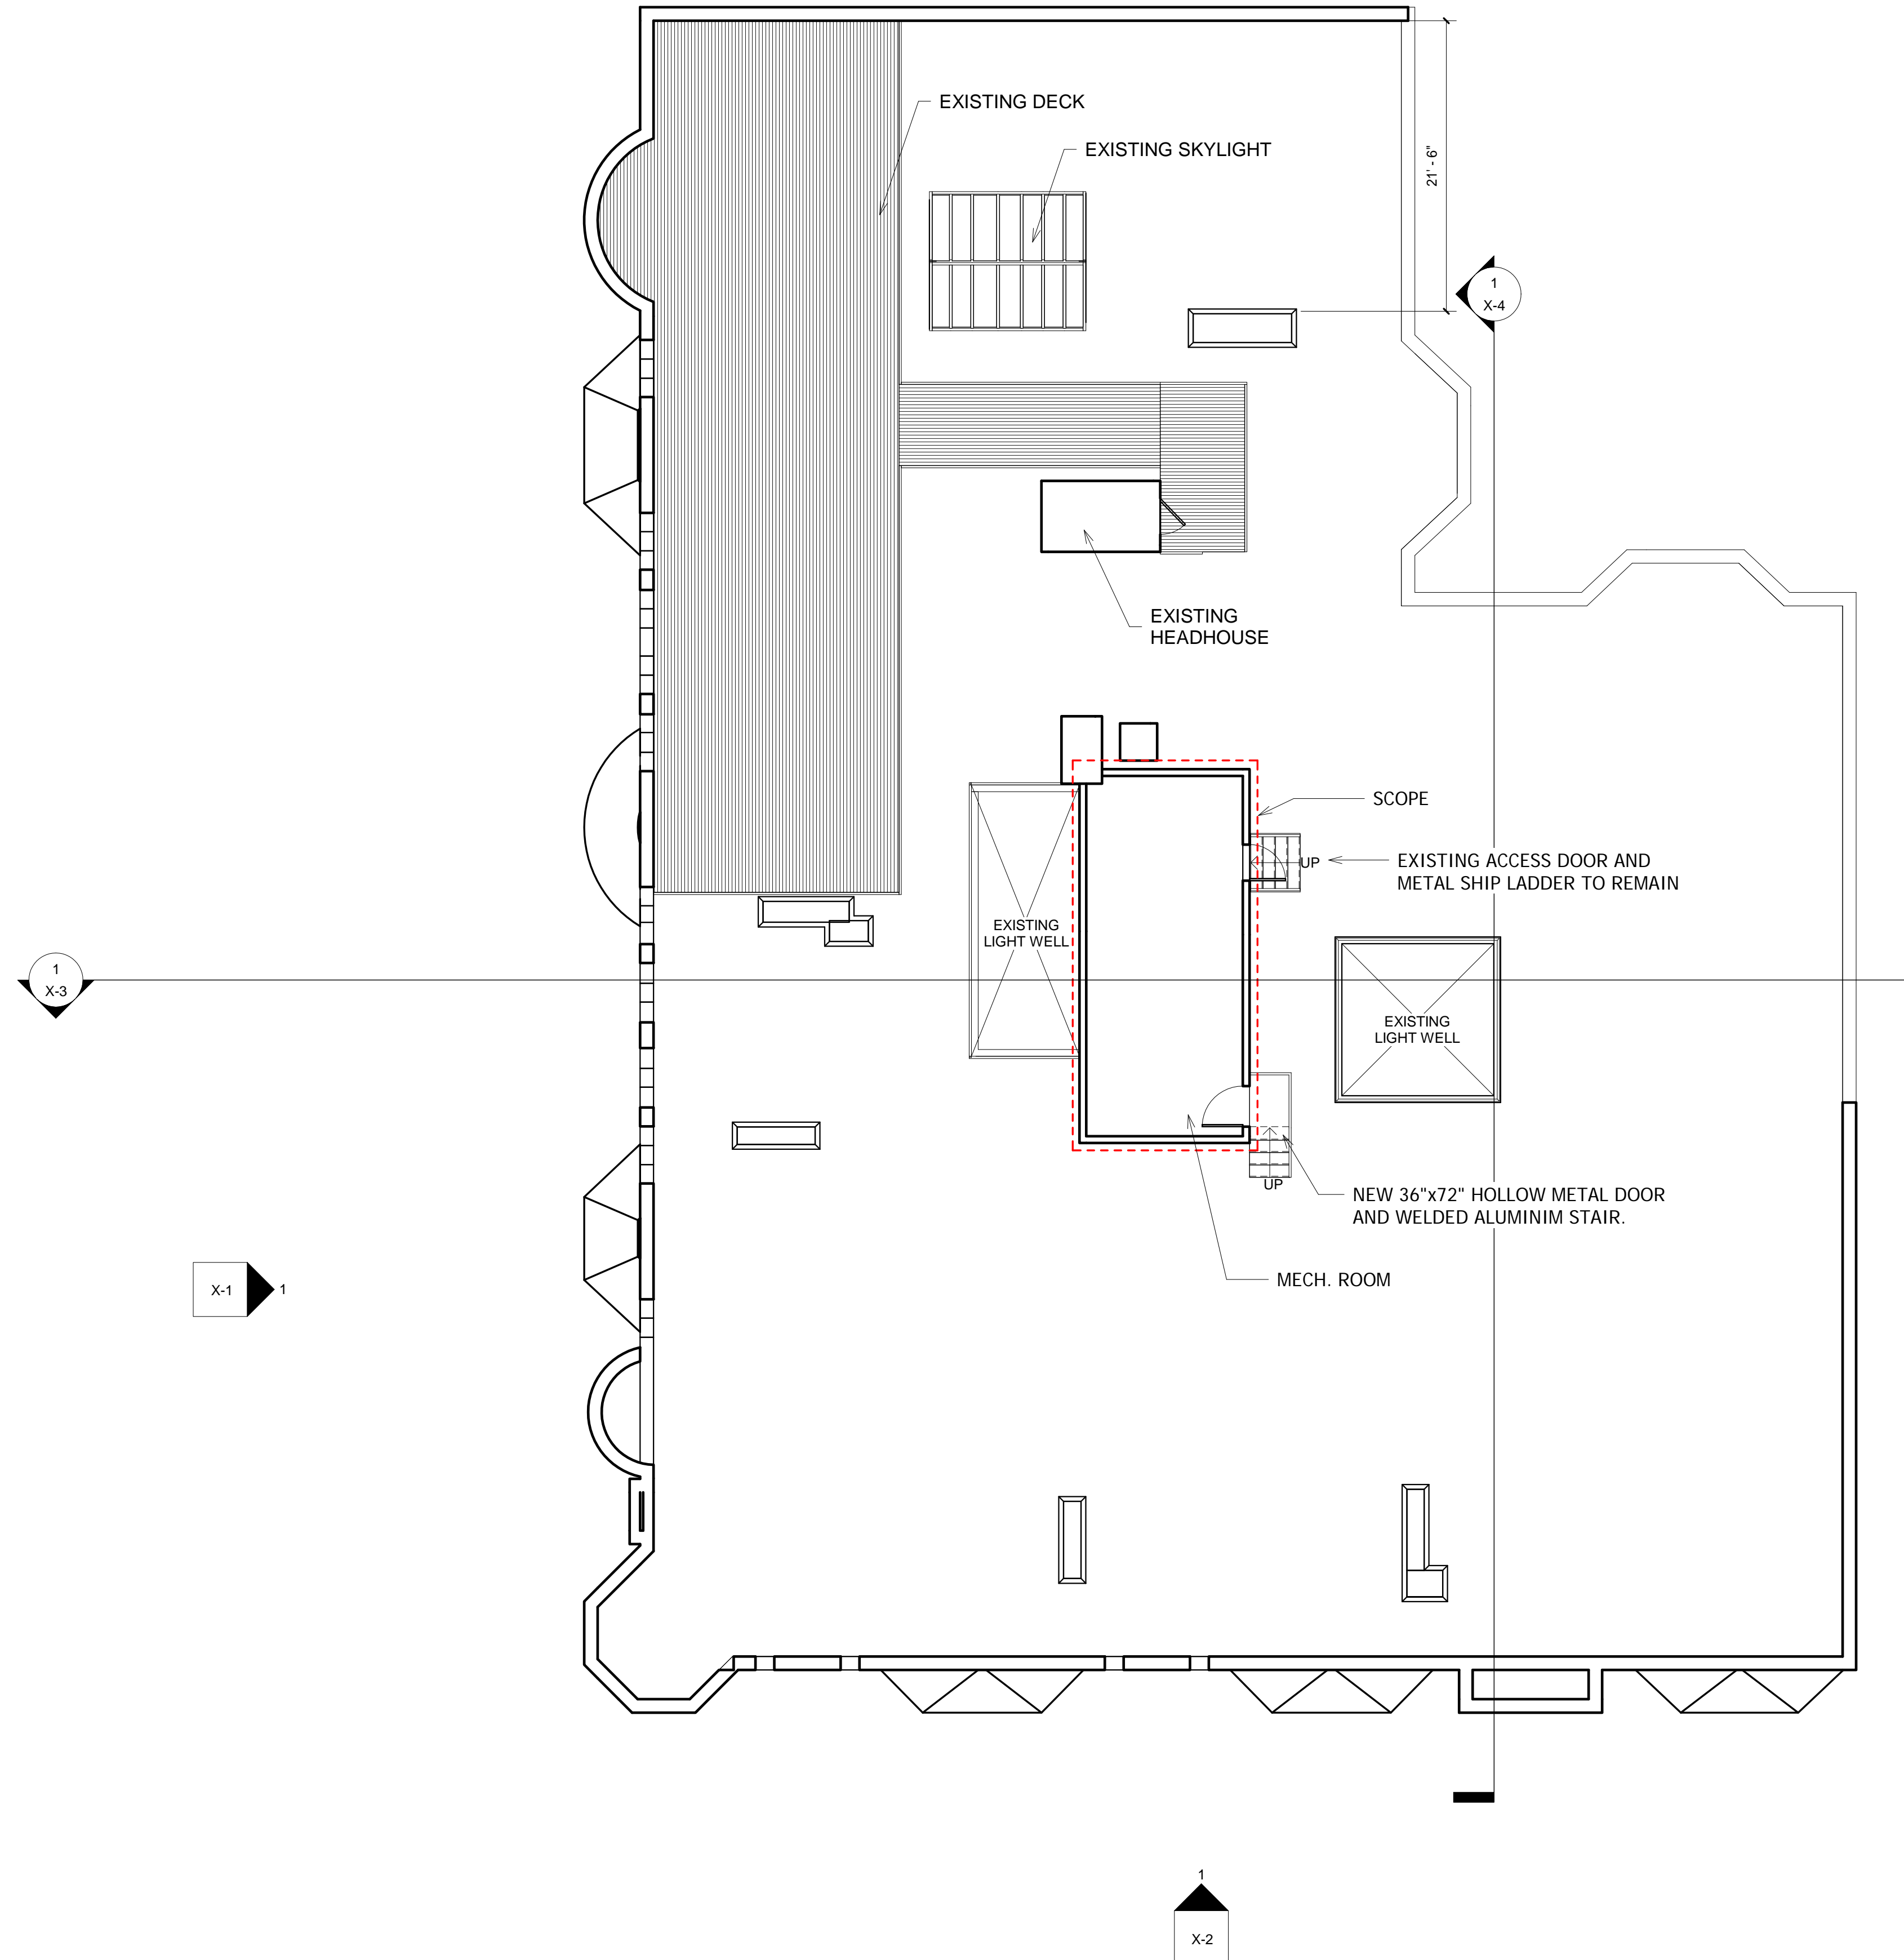 EXISTING DECK
EXISTING SKYLIGHT
21' - 6"
1
X-4
EXISTING
HEADHOUSE
SCOPE
UP
EXISTING ACCESS DOOR AND
METAL SHIP LADDER TO REMAIN
EXISTING
LIGHT WELL
1
X-3
EXISTING
LIGHT WELL
UP
NEW 36"x72" HOLLOW METAL DOOR
AND WELDED ALUMINIM STAIR.
MECH. ROOM
X-1
1
1
X-2